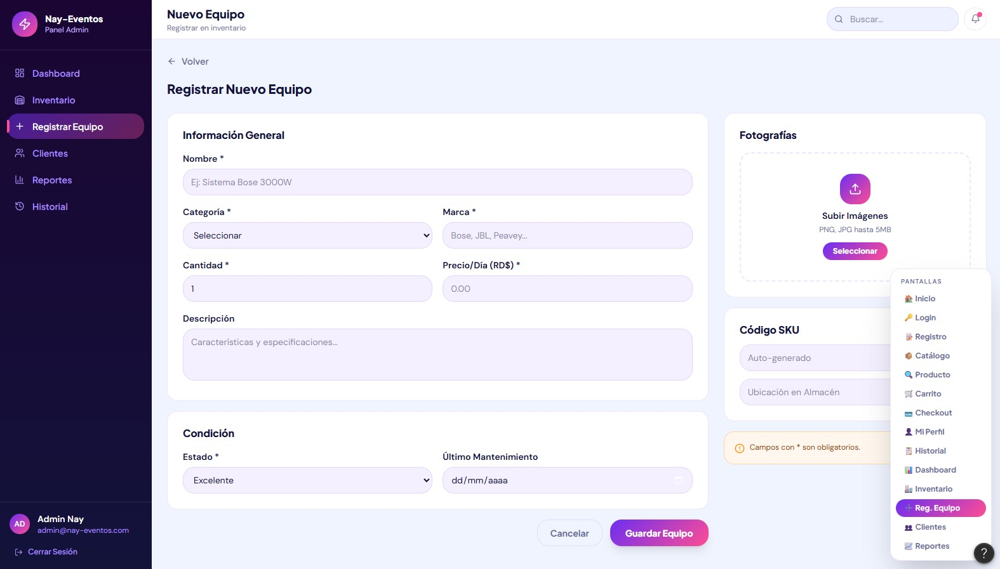 Nay-Eventos
Panel Admin
Dashboard
Inventario
Registrar Equipo
Clientes
Reportes
Historial
AD
Admin Nay
admin@nay-eventos.com
Cerrar Sesión
Nuevo Equipo
Registrar en inventario
Buscar...
Volver
Registrar Nuevo Equipo
Información General
Nombre *
Ej: Sistema Bose 3000W
Categoría *
Marca *
Seleccionar
Bose, JBL, Peavey...
Cantidad *
Precio/Día (RD$) *
1
0.00
Descripción
Características y especificaciones...
Condición
Estado *
Último Mantenimiento
Excelente
dd/mm/aaaa
Cancelar
Guardar Equipo
Fotografías
Subir Imágenes
PNG, JPG hasta 5MB
Seleccionar
Código SKU
Auto-generado
Ubicación en Almacén
Campos con * son obligatorios.
PANTALLAS
Inicio
Login
Registro
Catálogo
Producto
Carrito
Checkout
Mi Perfil
Historial
Dashboard
Inventario
Reg. Equipo
Clientes
Reportes
?